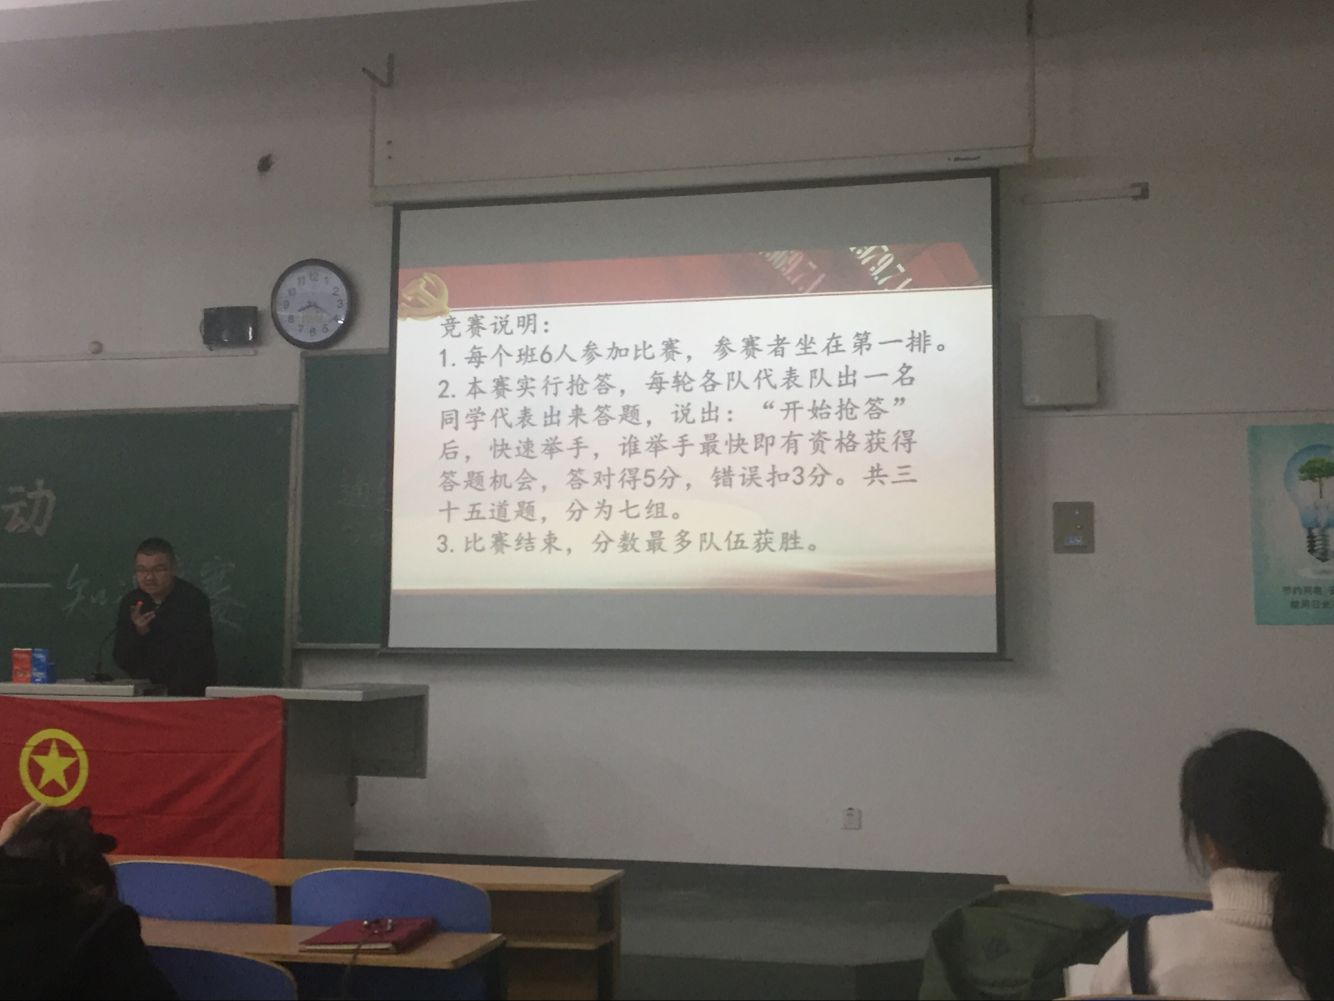 竞赛说明：
1. 每个班6人参加比赛，参赛者坐在第一排。
2. 本赛实行抢答，每轮各队代表队出一名
同学代表出来答题，说出：“开始抢答”
后，快速举手，谁举手最快即有资格获得
答题机会，答对得5分，错误扣3分。共三
十五道题，分为七组。
3. 比赛结束，分数最多队伍获胜。
动
知
赛